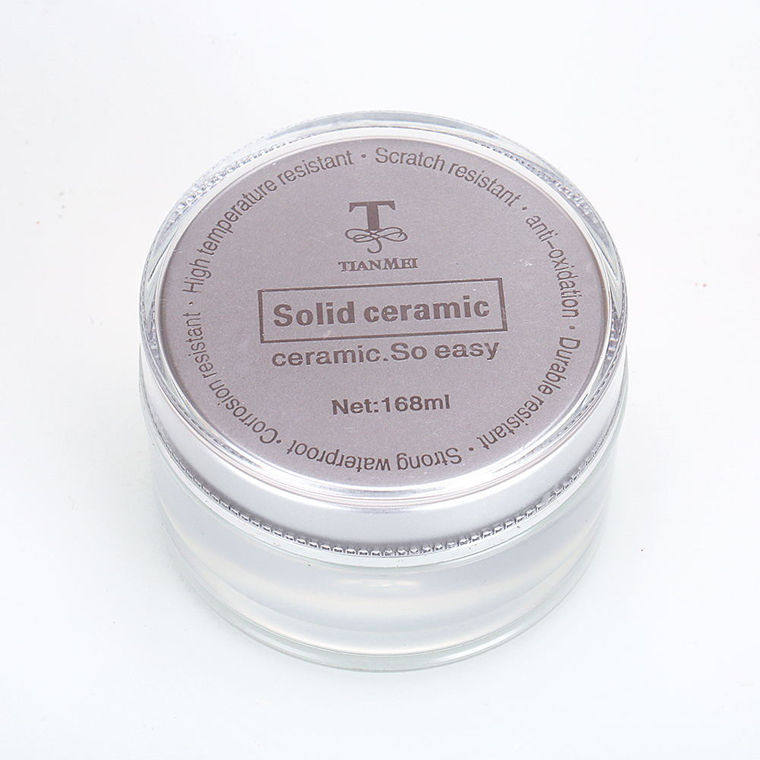 T
TIANMEI
Solid ceramic
ceramic.So easy
Net:168ml
High temperature resistant · Scratch resistant · anti-oxidation · Durable resistant · Strong waterproof · Corrosion resistant ·